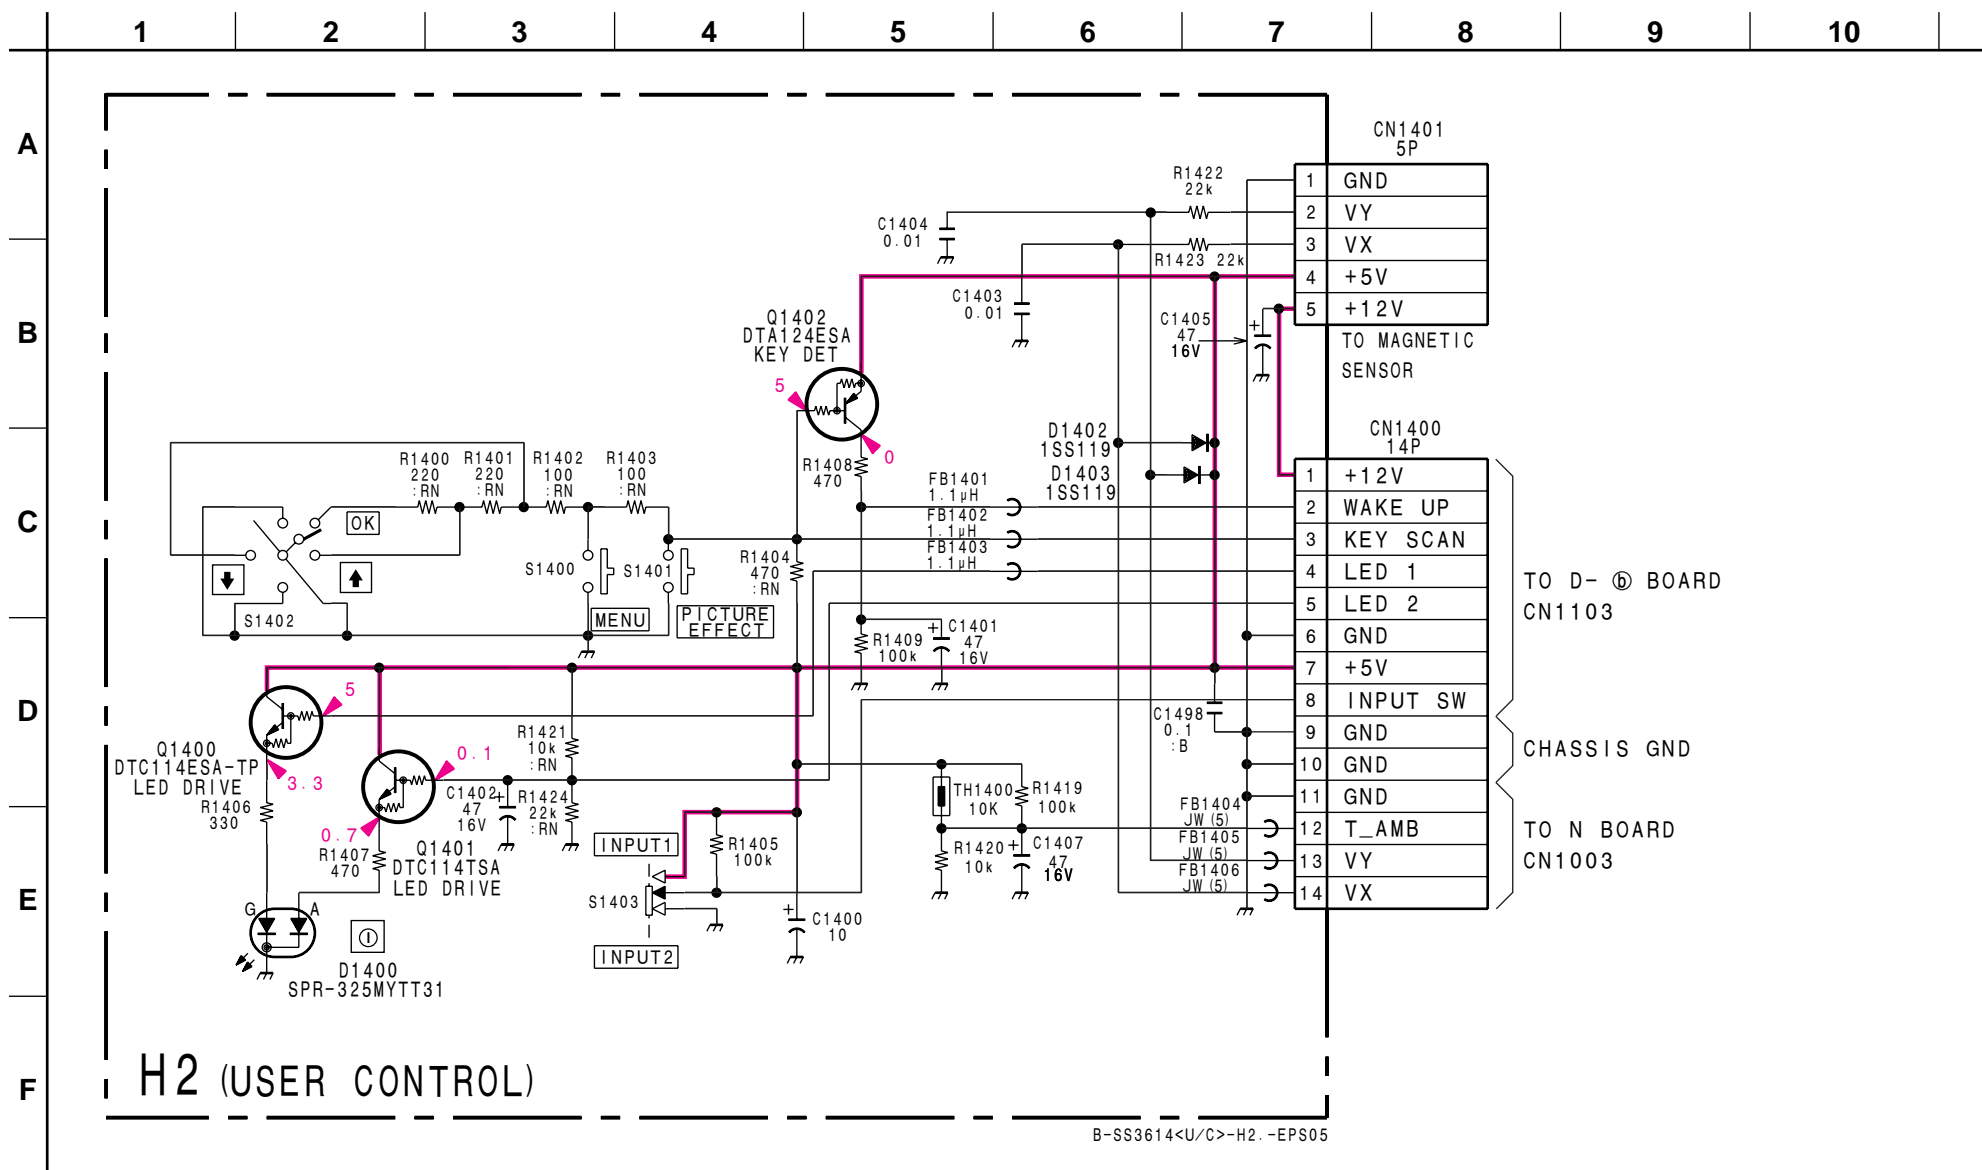 1 2 3 4 5 6 7 8 9 10
A
B
C
D
E
F
CN1401
5P
1 GND
2 VY
3 VX
4 +5V
5 +12V
TO MAGNETIC
SENSOR
R1422
22k
R1423 22k
C1404
0.01
C1403
0.01
C1405
47
16V
+
Q1402
DTA124ESA
KEY DET
5
0
D1402
1SS119
D1403
1SS119
CN1400
14P
1 +12V
2 WAKE UP
3 KEY SCAN
4 LED 1
5 LED 2
6 GND
7 +5V
8 INPUT SW
9 GND
10 GND
11 GND
12 T_AMB
13 VY
14 VX
TO D- ⓑ BOARD
CN1103
CHASSIS GND
TO N BOARD
CN1003
R1400
220
:RN
R1401
220
:RN
R1402
100
:RN
R1403
100
:RN
R1408
470
FB1401
1.1µH
FB1402
1.1µH
FB1403
1.1µH
OK
S1402
S1400
S1401
MENU
PICTURE
EFFECT
R1404
470
:RN
R1409
100k
+
C1401
47
16V
C1498
0.1
:B
5
Q1400
DTC114ESA-TP
LED DRIVE
3.3
R1406
330
0.1
0.7
Q1401
DTC114TSA
LED DRIVE
R1407
470
C1402
47
16V
+
R1421
10k
:RN
R1424
22k
:RN
INPUT1
S1403
INPUT2
R1405
100k
+
C1400
10
TH1400
10K
R1419
100k
R1420
10k
+
C1407
47
16V
FB1404
JW(5)
FB1405
JW(5)
FB1406
JW(5)
G A
D1400
SPR-325MYTT31
H2 (USER CONTROL)
B-SS3614<U/C>-H2.-EPS05